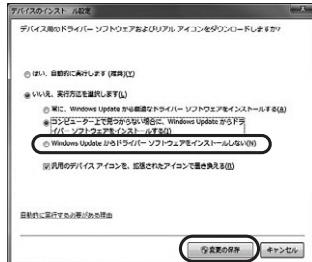 デバイスのインストール設定
デバイス用のドライバー ソフトウェアおよびリアル アイコンをダウンロードしますか?
はい、自動的に実行します (推奨)(Y)
いいえ、実行方法を選択します(L)
常に、Windows Update から最適なドライバー ソフトウェアをインストールする(A)
コンピューター上で見つからない場合に、Windows Update からドラ
イバー ソフトウェアをインストールする(I)
Windows Update からドライバー ソフトウェアをインストールしない(N)
汎用のデバイス アイコンを、拡張されたアイコンで置き換える(R)
自動的に実行する必要がある理由
変更の保存
キャンセル